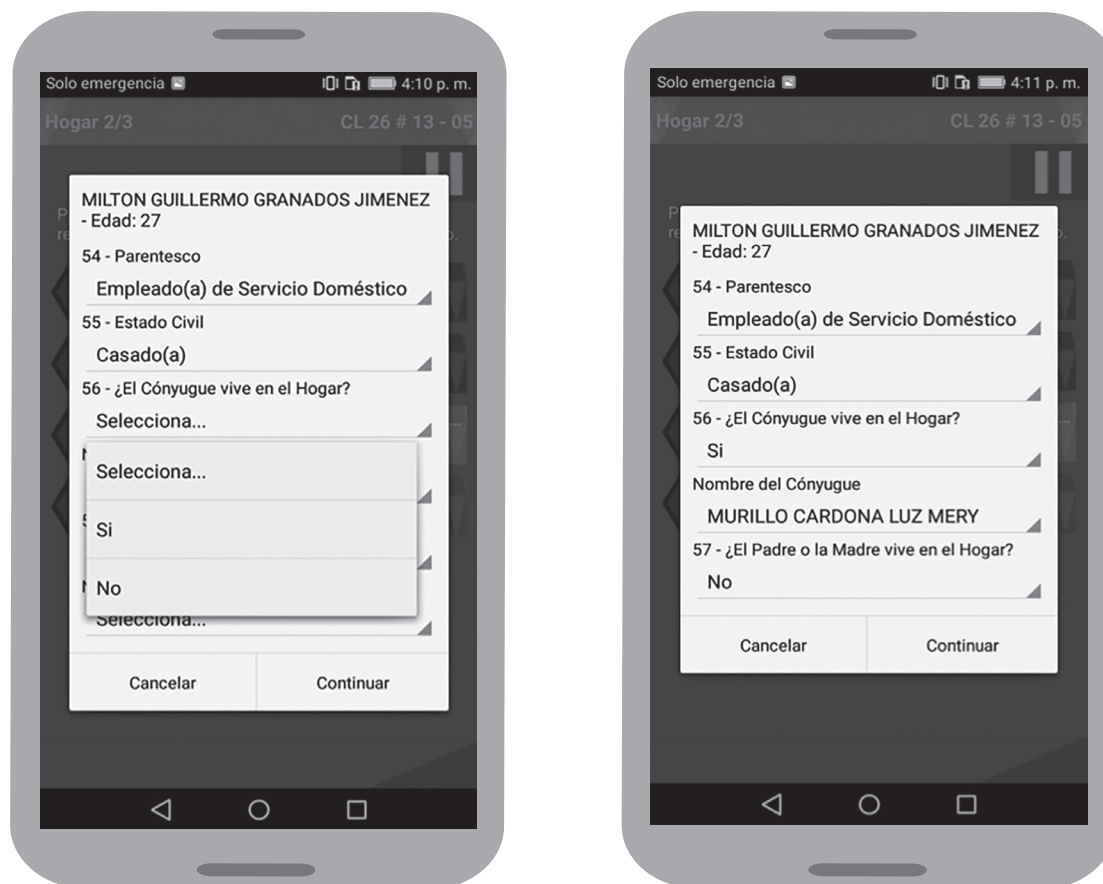 Solo emergencia 4:10 p. m.
Hogar 2/3 CL 26 # 13 - 05
MILTON GUILLERMO GRANADOS JIMENEZ
- Edad: 27
54 - Parentesco
Empleado(a) de Servicio Doméstico
55 - Estado Civil
Casado(a)
56 - ¿El Cónyugue vive en el Hogar?
Selecciona...
Selecciona...
Si
No
Selecciona...
Cancelar Continuar
Solo emergencia 4:11 p. m.
Hogar 2/3 CL 26 # 13 - 05
MILTON GUILLERMO GRANADOS JIMENEZ
- Edad: 27
54 - Parentesco
Empleado(a) de Servicio Doméstico
55 - Estado Civil
Casado(a)
56 - ¿El Cónyugue vive en el Hogar?
Si
Nombre del Cónyugue
MURILLO CARDONA LUZ MERY
57 - ¿El Padre o la Madre vive en el Hogar?
No
Cancelar Continuar